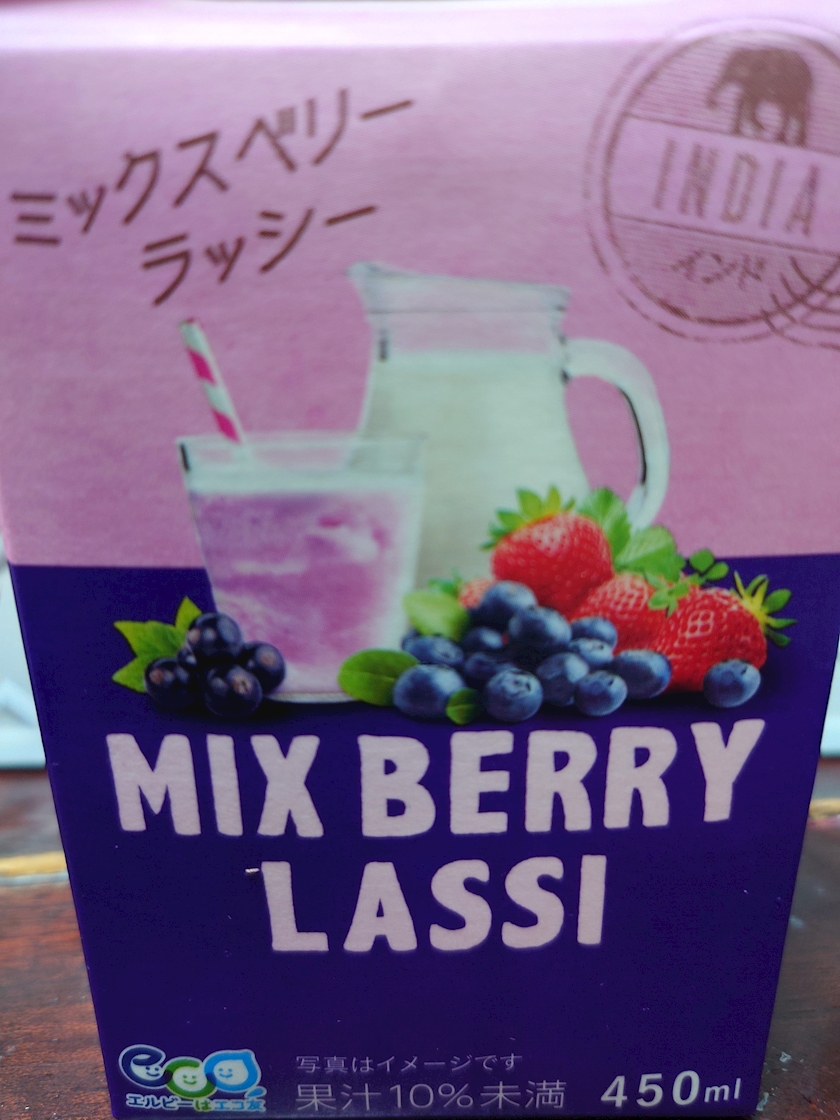 ミックスベリー
ラッシー
INDIA
インド
MIX BERRY
LASSI
eco
エルビーはエコ友
写真はイメージです
果汁10%未満
450ml